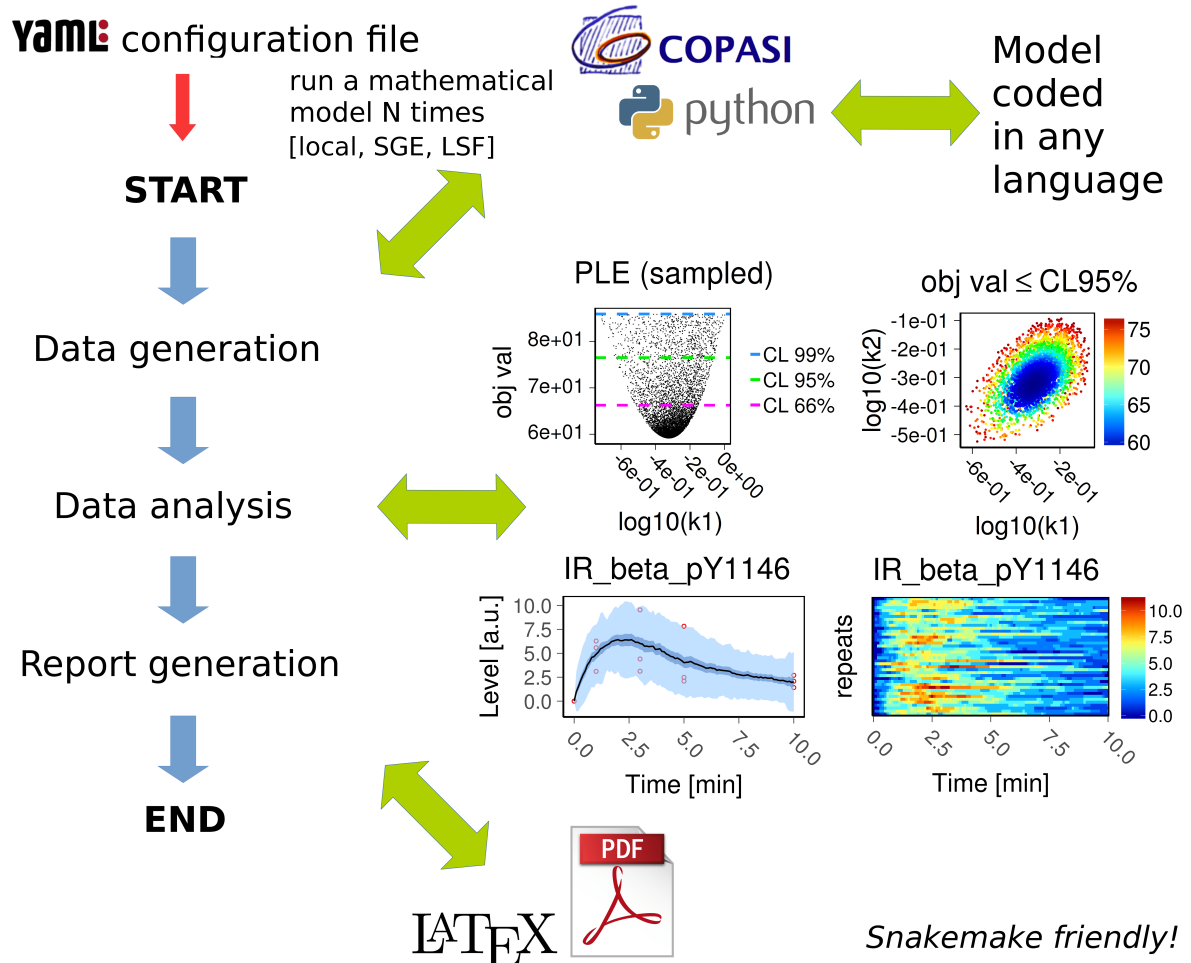 YAML: configuration file
run a mathematical
model N times
[local, SGE, LSF]
COPASI
python
Model
coded
in any
language
START
Data generation
Data analysis
Report generation
END
PLE (sampled)
obj val
8e+01
7e+01
6e+01
-6e-01
-4e-01
-2e-01
0e+00
log10(k1)
CL 99%
CL 95%
CL 66%
obj val ≤ CL95%
log10(k2)
-1e-01
-2e-01
-3e-01
-4e-01
-5e-01
-6e-01
-4e-01
-2e-01
log10(k1)
75
70
65
60
IR_beta_pY1146
Level [a.u.]
10.0
7.5
5.0
2.5
0.0
0.0
2.5
5.0
7.5
10.0
Time [min]
IR_beta_pY1146
repeats
0.0
2.5
5.0
7.5
10.0
Time [min]
10.0
7.5
5.0
2.5
0.0
PDF
LATEX
Snakemake friendly!